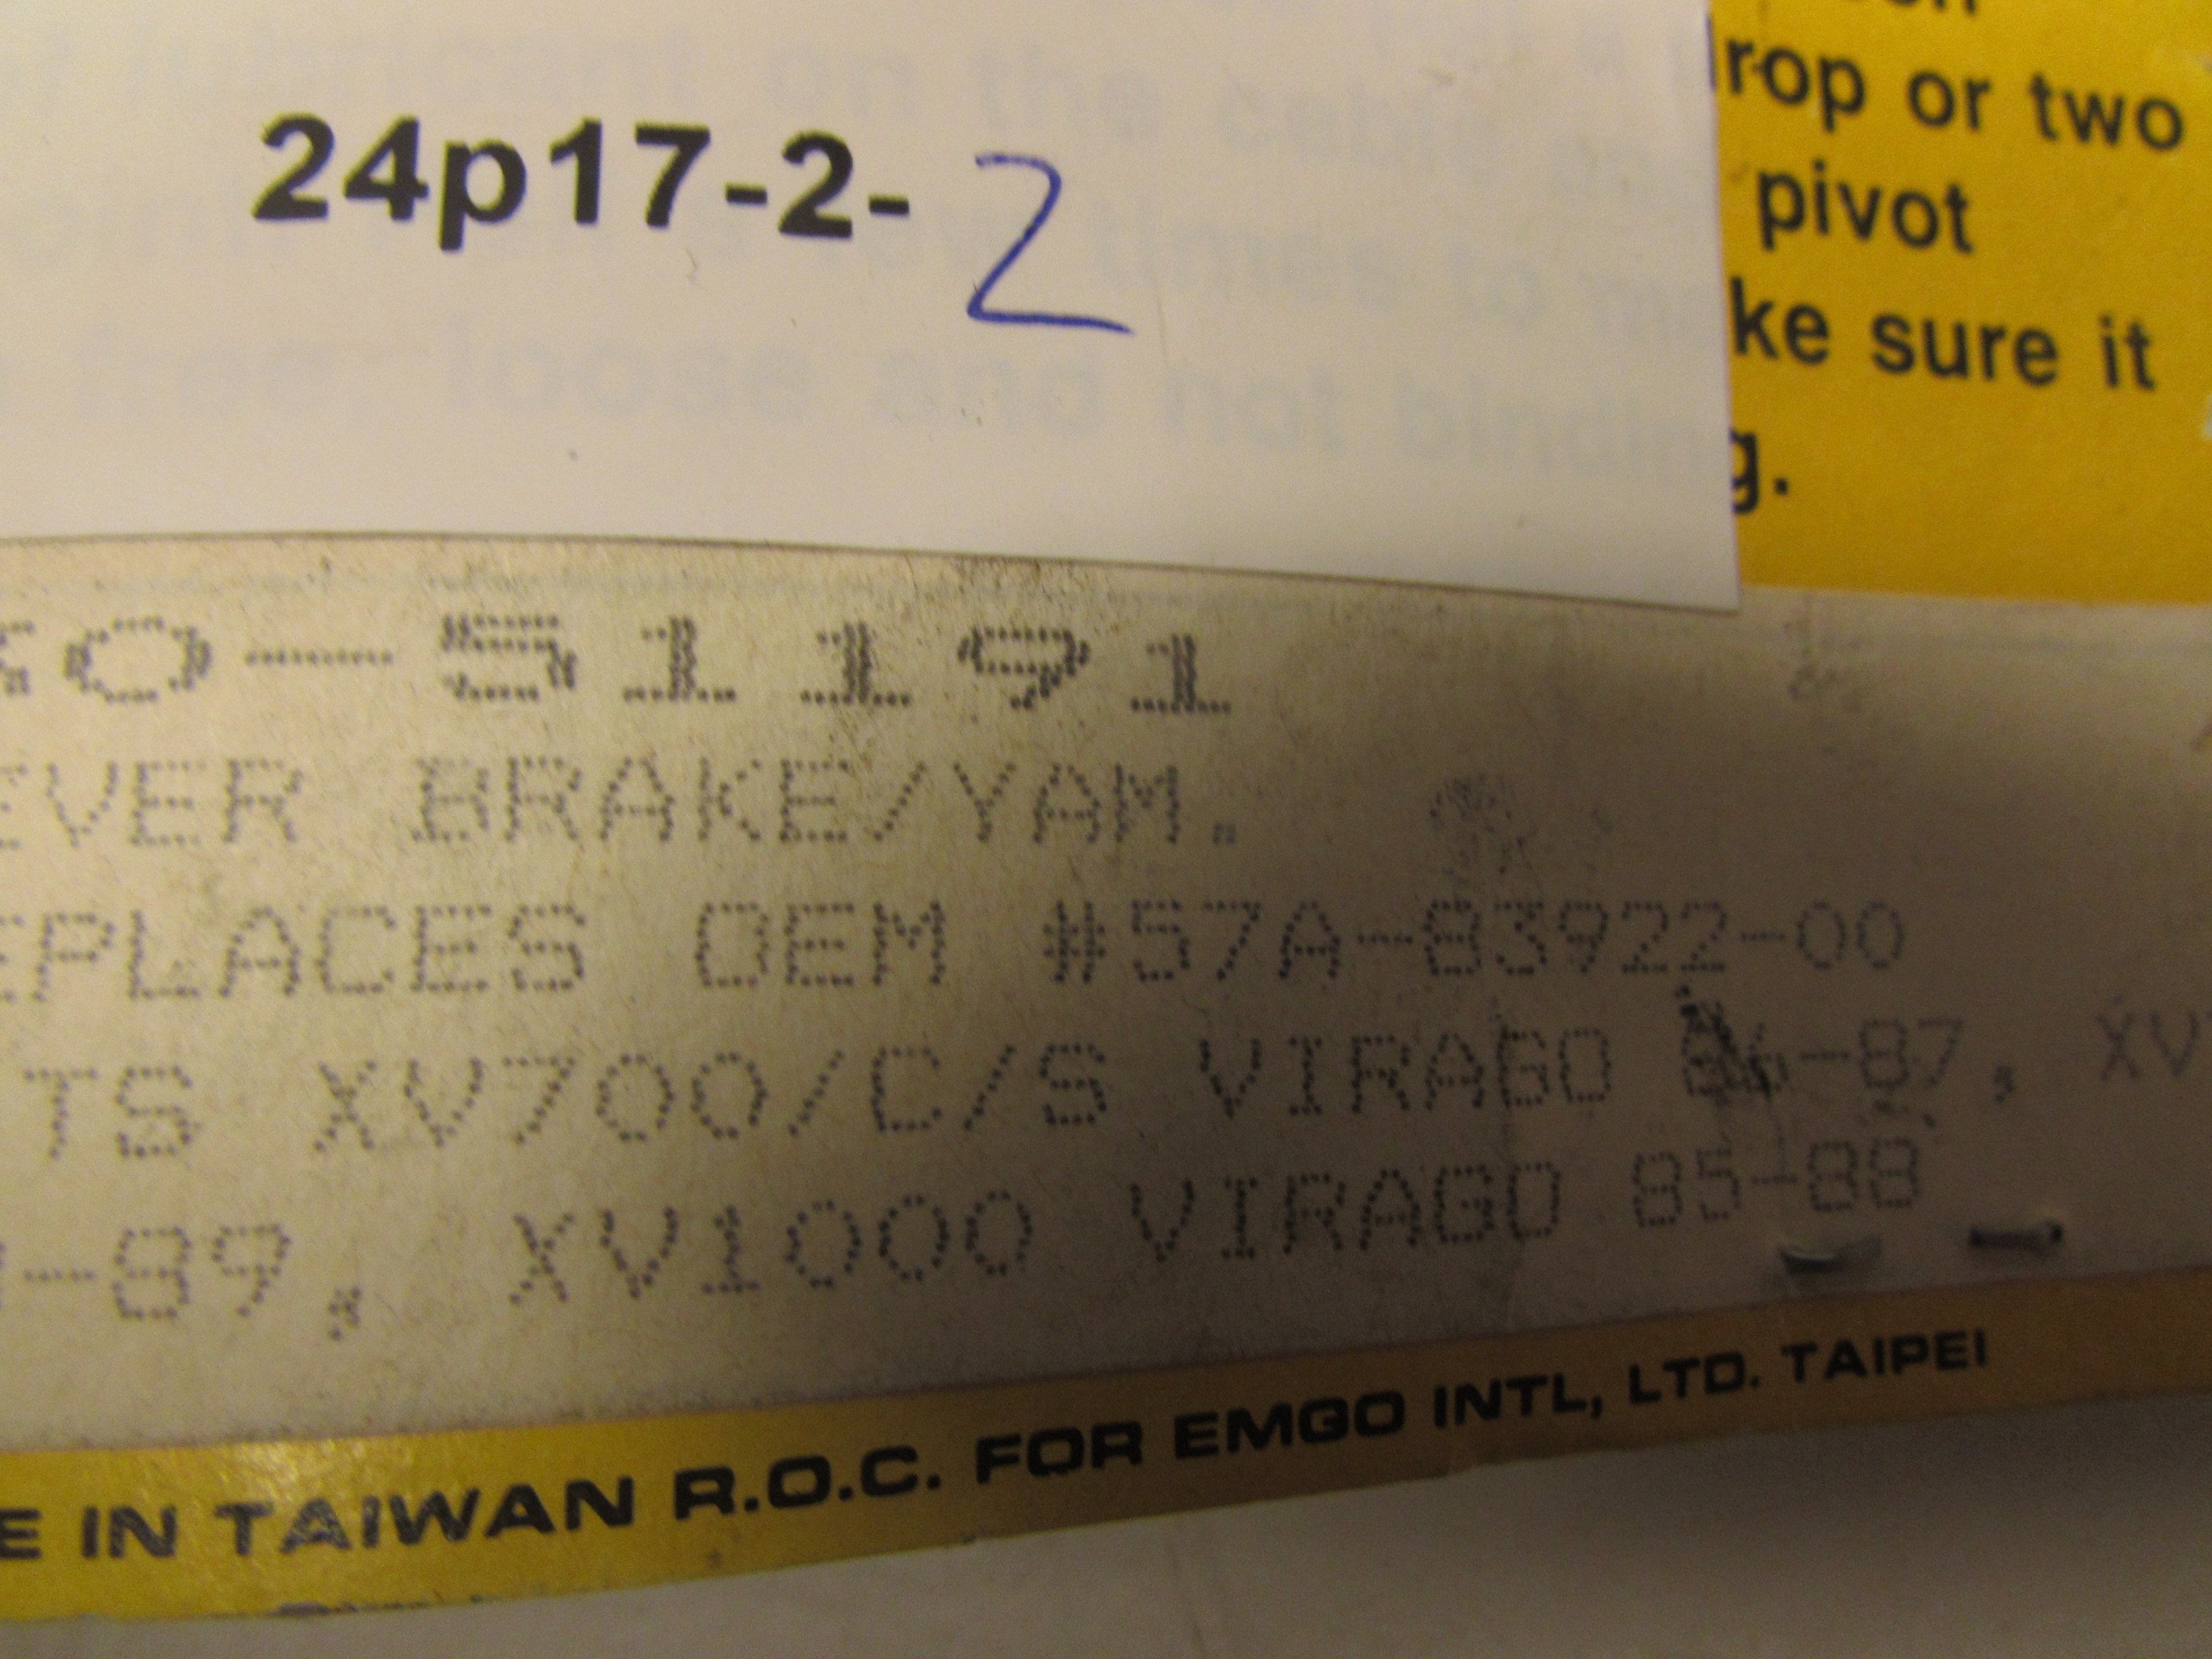 rop or two
24p17-2-2
pivot
ke sure it
g.
0-51191
EVER BRAKE/YAM.
EPLACES OEM #57A-83922-00
TS XV700/C/S VIRAGO 86-87, XV
-89, XV1000 VIRAGO 85-88
E IN TAIWAN R.O.C. FOR EMGO INTL, LTD. TAIPEI